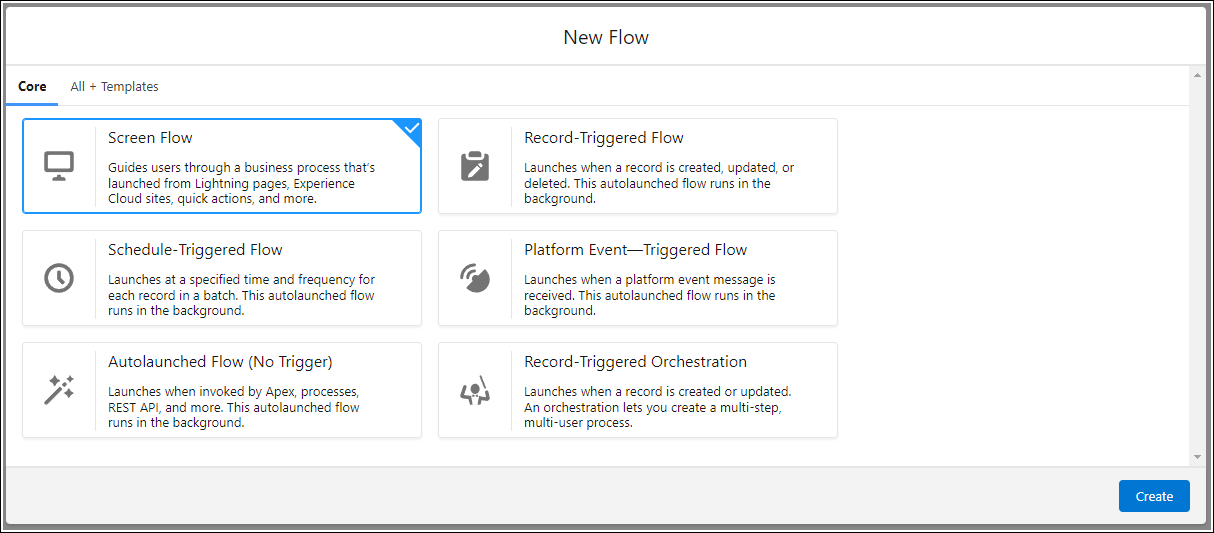 New Flow
Core
All + Templates
Screen Flow
Guides users through a business process that's
launched from Lightning pages, Experience
Cloud sites, quick actions, and more.
Record-Triggered Flow
Launches when a record is created, updated, or
deleted. This autolaunched flow runs in the
background.
Schedule-Triggered Flow
Launches at a specified time and frequency for
each record in a batch. This autolaunched flow
runs in the background.
Platform Event—Triggered Flow
Launches when a platform event message is
received. This autolaunched flow runs in the
background.
Autolaunched Flow (No Trigger)
Launches when invoked by Apex, processes,
REST API, and more. This autolaunched flow
runs in the background.
Record-Triggered Orchestration
Launches when a record is created or updated.
An orchestration lets you create a multi-step,
multi-user process.
Create